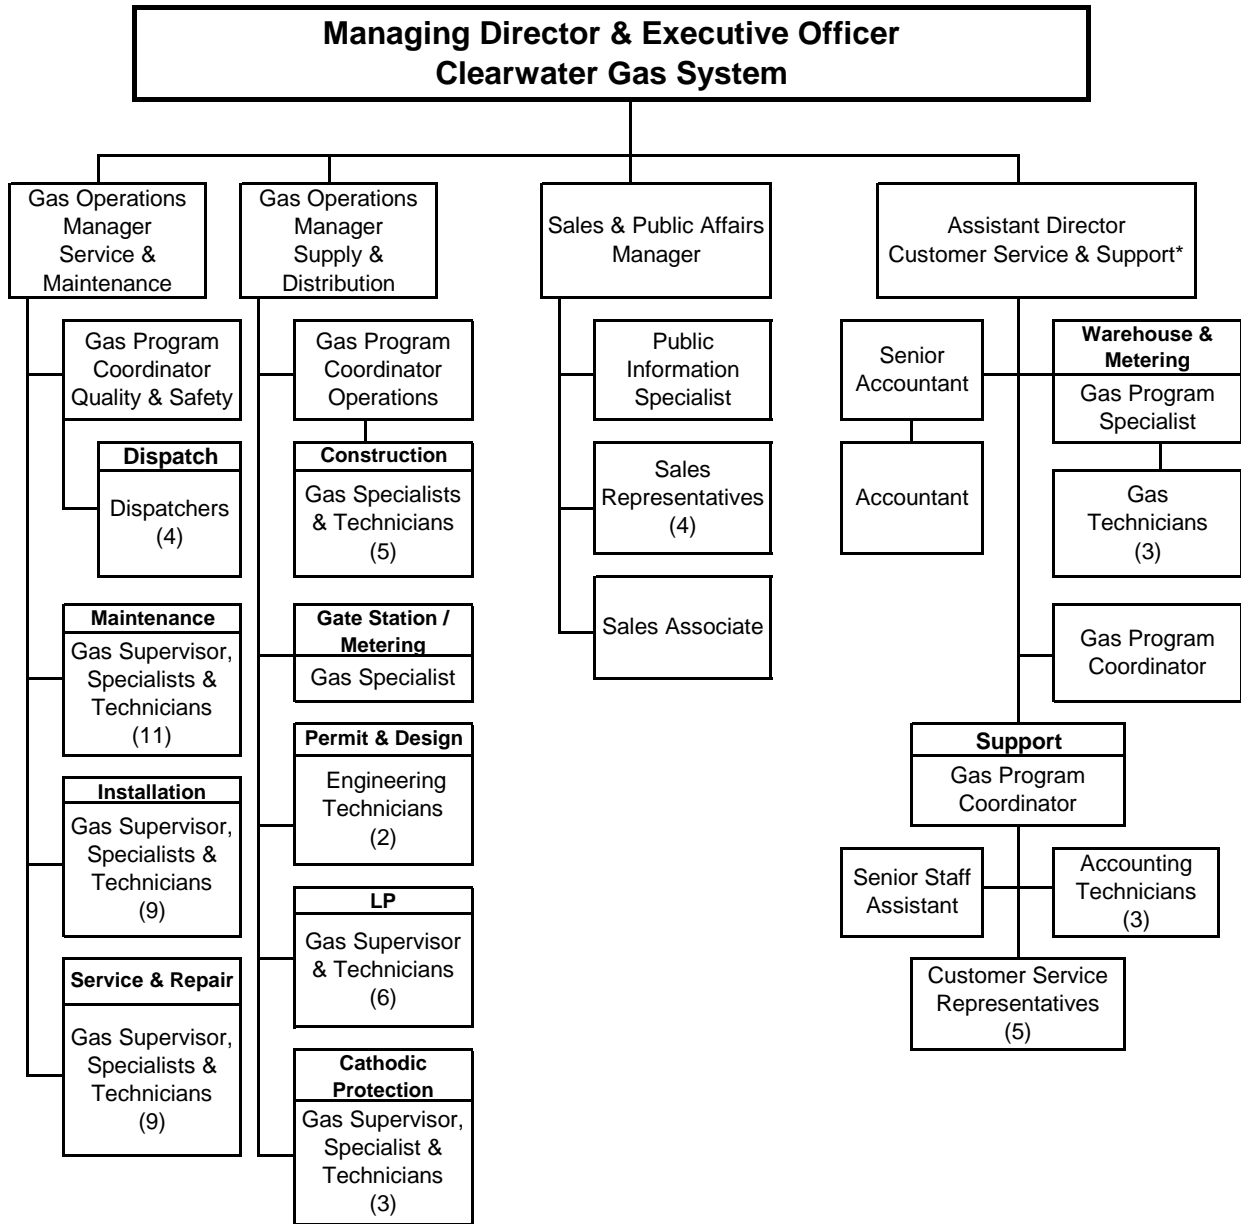 Managing Director & Executive Officer
Clearwater Gas System
Gas Operations
Manager
Service &
Maintenance
Gas Program
Coordinator
Quality & Safety
Dispatch
Dispatchers
(4)
Maintenance
Gas Supervisor,
Specialists &
Technicians
(11)
Installation
Gas Supervisor,
Specialists &
Technicians
(9)
Service & Repair
Gas Supervisor,
Specialists &
Technicians
(9)
Gas Operations
Manager
Supply &
Distribution
Gas Program
Coordinator
Operations
Construction
Gas Specialists
& Technicians
(5)
Gate Station /
Metering
Gas Specialist
Permit & Design
Engineering
Technicians
(2)
LP
Gas Supervisor
& Technicians
(6)
Cathodic
Protection
Gas Supervisor,
Specialist &
Technicians
(3)
Sales & Public Affairs
Manager
Public
Information
Specialist
Sales
Representatives
(4)
Sales Associate
Assistant Director
Customer Service & Support*
Senior
Accountant
Accountant
Warehouse &
Metering
Gas Program
Specialist
Gas
Technicians
(3)
Gas Program
Coordinator
Support
Gas Program
Coordinator
Senior Staff
Assistant
Accounting
Technicians
(3)
Customer Service
Representatives
(5)